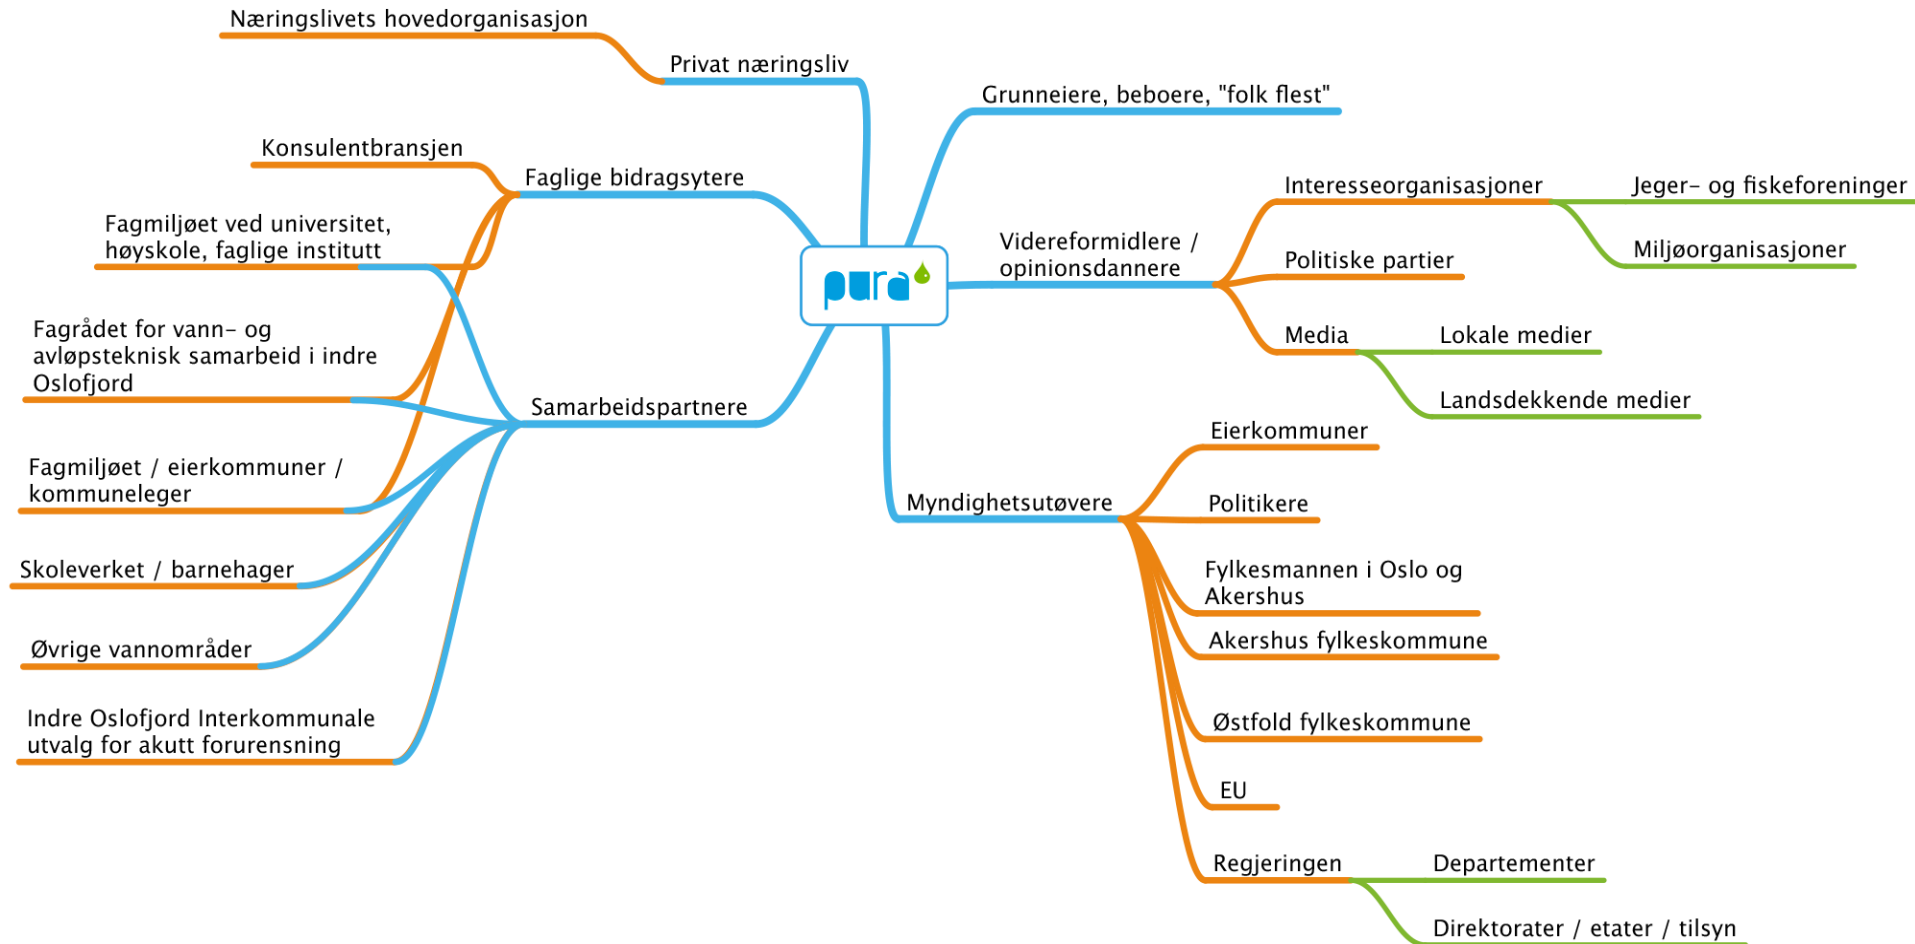 Næringslivets hovedorganisasjon
Privat næringsliv
Konsulentbransjen
Faglige bidragsytere
Fagmiljøet ved universitet,
høyskole, faglige institutt
Fagrådet for vann– og
avløpsteknisk samarbeid i indre
Oslofjord
Samarbeidspartnere
Fagmiljøet / eierkommuner /
kommuneleger
Skoleverket / barnehager
Øvrige vannområder
Indre Oslofjord Interkommunale
utvalg for akutt forurensning
pura
Grunneiere, beboere, "folk flest"
Videreformidlere /
opinionsdannere
Interesseorganisasjoner
Jeger– og fiskeforeninger
Miljøorganisasjoner
Politiske partier
Media
Lokale medier
Landsdekkende medier
Myndighetsutøvere
Eierkommuner
Politikere
Fylkesmannen i Oslo og
Akershus
Akershus fylkeskommune
Østfold fylkeskommune
EU
Regjeringen
Departementer
Direktorater / etater / tilsyn